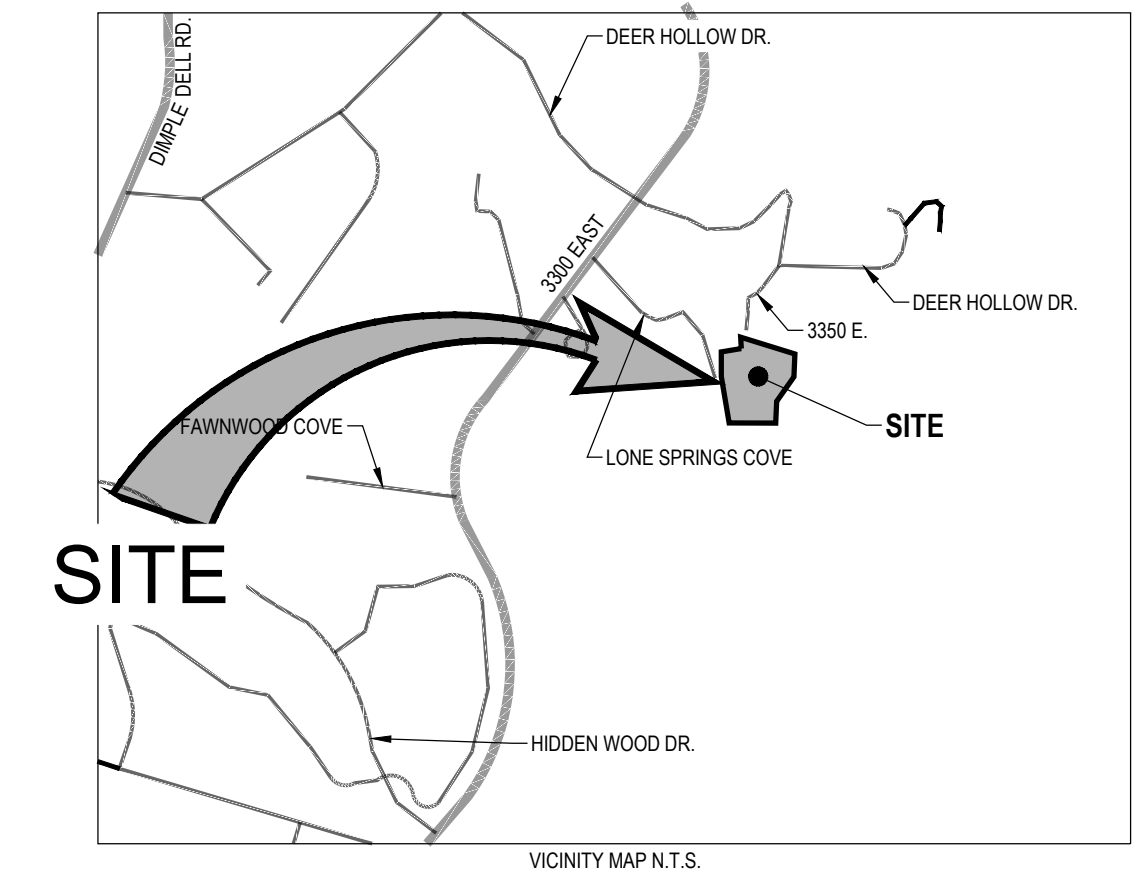 DEER HOLLOW DR.
DIMPLE DELL RD.
3300 EAST
DEER HOLLOW DR.
3350 E.
FAWNWOOD COVE
SITE
LONE SPRINGS COVE
SITE
HIDDEN WOOD DR.
VICINITY MAP N.T.S.